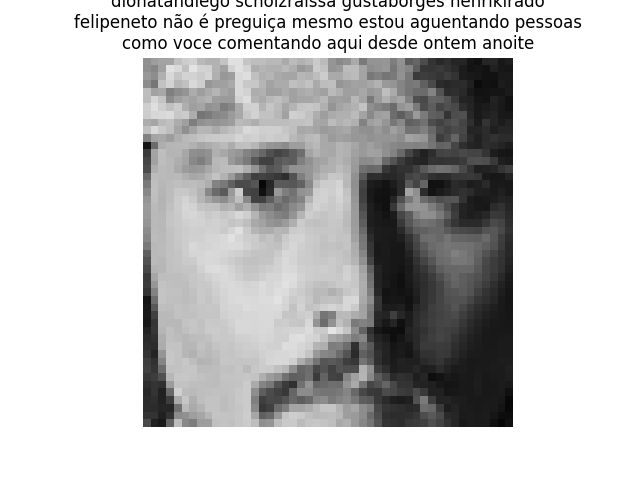 dionatandiego scholzraissa gustaborges henrikirado
felipeneto não é preguiça mesmo estou aguentando pessoas
como voce comentando aqui desde ontem anoite